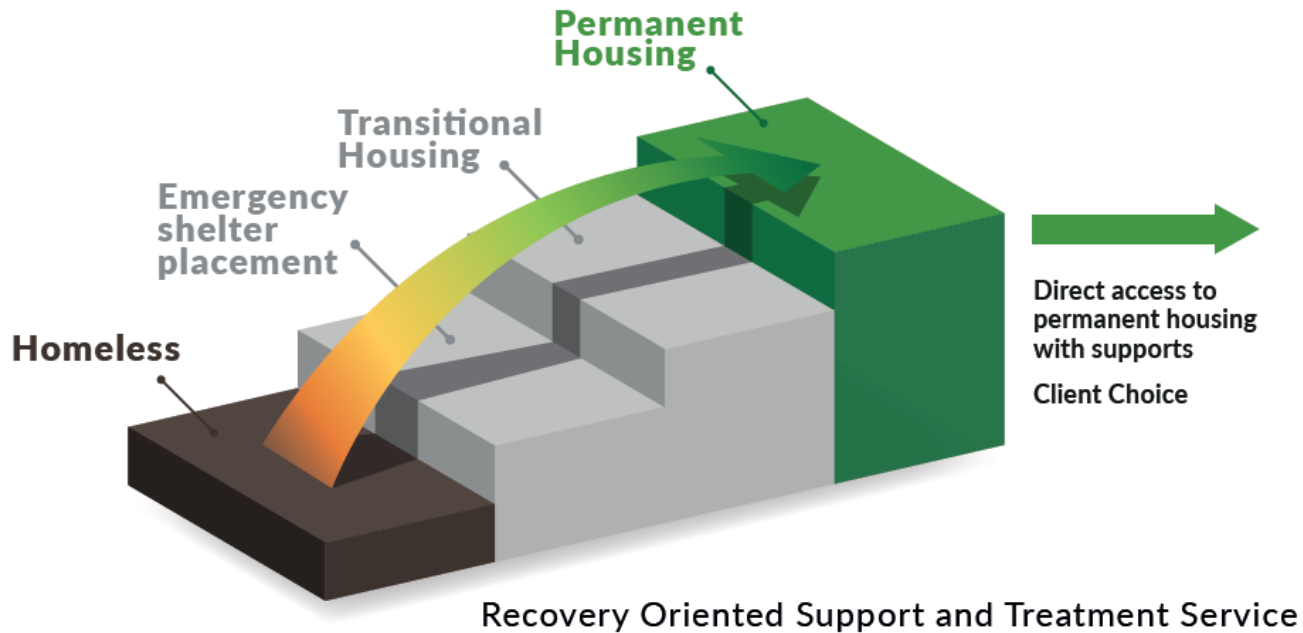 Permanent
Housing
Transitional
Housing
Emergency
shelter
placement
Homeless
Direct access to
permanent housing
with supports
Client Choice
Recovery Oriented Support and Treatment Service